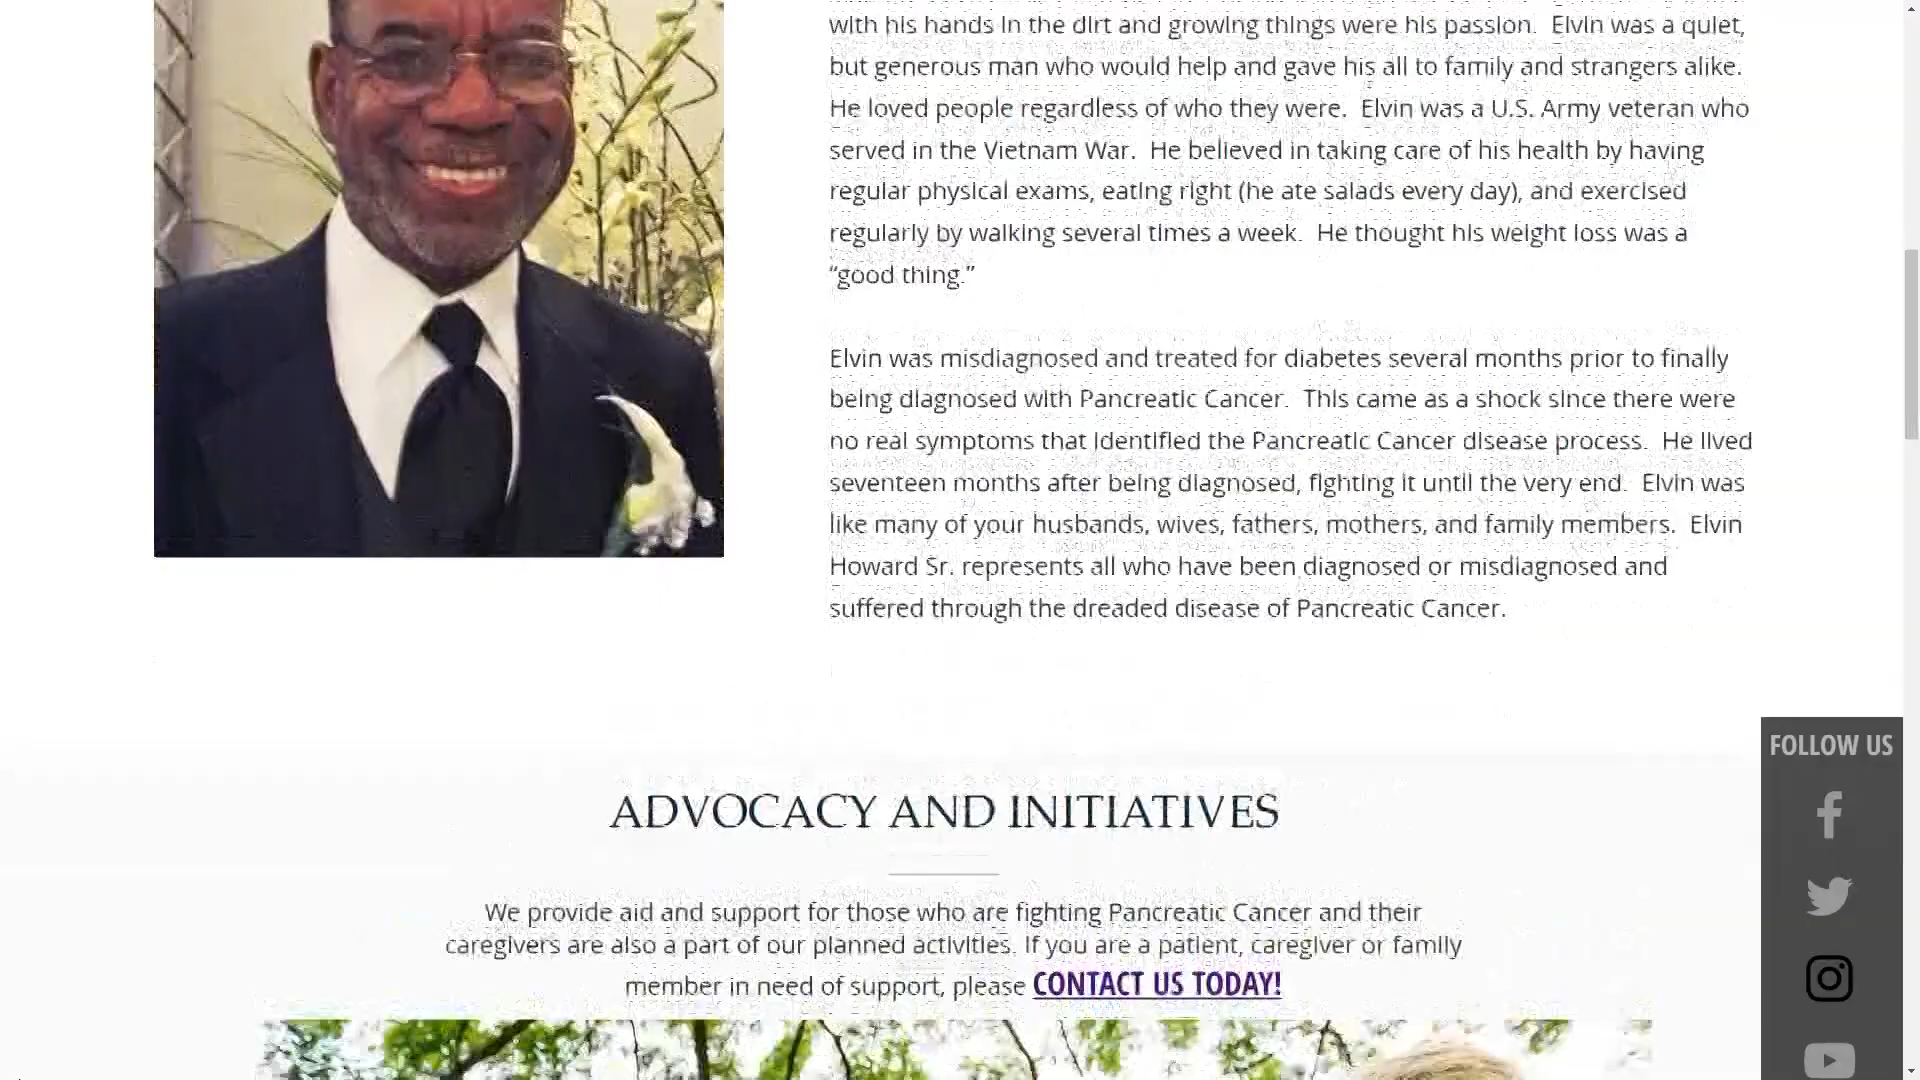 with his hands in the dirt and growing things were his passion.  Elvin was a quiet,
but generous man who would help and gave his all to family and strangers alike.
He loved people regardless of who they were.  Elvin was a U.S. Army veteran who
served in the Vietnam War.  He believed in taking care of his health by having
regular physical exams, eating right (he ate salads every day), and exercised
regularly by walking several times a week.  He thought his weight loss was a
“good thing.”
Elvin was misdiagnosed and treated for diabetes several months prior to finally
being diagnosed with Pancreatic Cancer.  This came as a shock since there were
no real symptoms that identified the Pancreatic Cancer disease process.  He lived
seventeen months after being diagnosed, fighting it until the very end.  Elvin was
like many of your husbands, wives, fathers, mothers, and family members.  Elvin
Howard Sr. represents all who have been diagnosed or misdiagnosed and
suffered through the dreaded disease of Pancreatic Cancer.
FOLLOW US
ADVOCACY AND INITIATIVES
We provide aid and support for those who are fighting Pancreatic Cancer and their
caregivers are also a part of our planned activities. If you are a patient, caregiver or family
member in need of support, please CONTACT US TODAY!